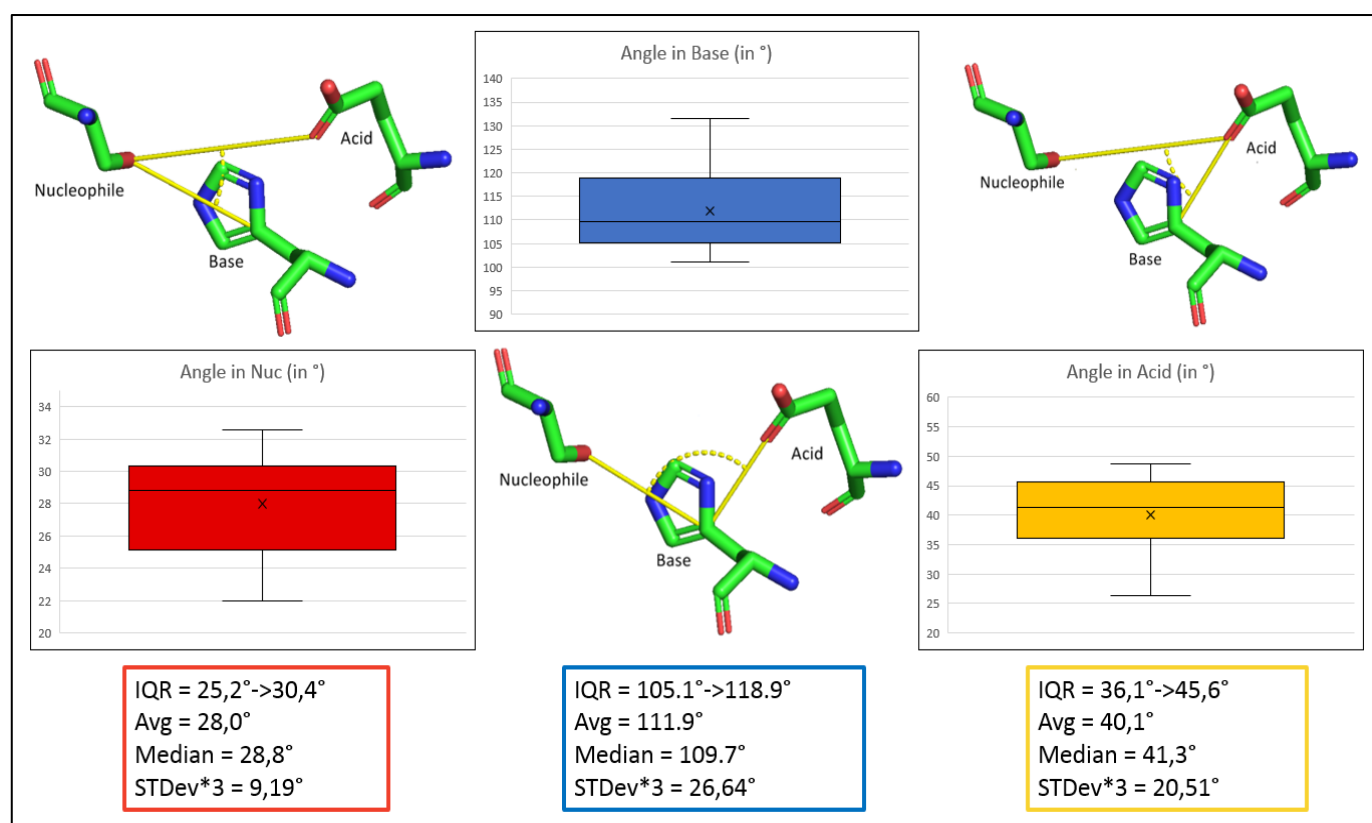 Nucleophile
Acid
Base
Angle in Base (in °)
140
135
130
125
120
115
110
105
100
95
90
Nucleophile
Acid
Base
Angle in Nuc (in °)
34
32
30
28
26
24
22
20
Nucleophile
Acid
Base
Angle in Acid (in °)
60
55
50
45
40
35
30
25
20
IQR = 25,2°->30,4°
Avg = 28,0°
Median = 28,8°
STDev*3 = 9,19°
IQR = 105.1°->118.9°
Avg = 111.9°
Median = 109.7°
STDev*3 = 26,64°
IQR = 36,1°->45,6°
Avg = 40,1°
Median = 41,3°
STDev*3 = 20,51°